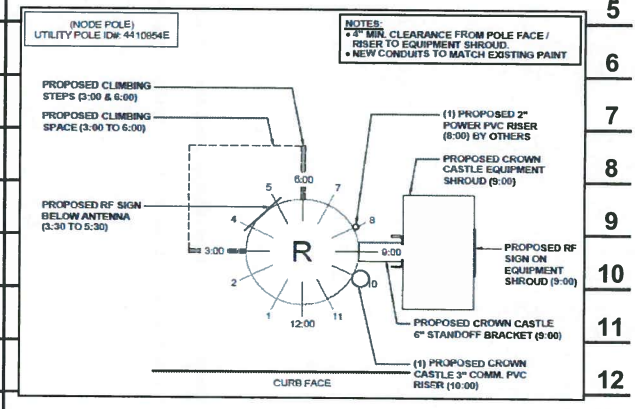 (NODE POLE)
UTILITY POLE ID#: 4410954E
NOTES:
• 4" MIN. CLEARANCE FROM POLE FACE /
RISER TO EQUIPMENT SHROUD.
• NEW CONDUITS TO MATCH EXISTING PAINT
PROPOSED CLIMBING
STEPS (3:00 & 6:00)
PROPOSED CLIMBING
SPACE (3:00 TO 6:00)
PROPOSED RF SIGN
BELOW ANTENNA
(3:30 TO 5:30)
(1) PROPOSED 2"
POWER PVC RISER
(8:00) BY OTHERS
PROPOSED CROWN
CASTLE EQUIPMENT
SHROUD (9:00)
PROPOSED RF
SIGN ON
EQUIPMENT
SHROUD (9:00)
PROPOSED CROWN CASTLE
6" STANDOFF BRACKET (9:00)
(1) PROPOSED CROWN
CASTLE 3" COMM. PVC
RISER (10:00)
CURB FACE
R
6:00
7
8
9:00
10
11
12:00
1
2
3:00
4
5
5
6
7
8
9
10
11
12